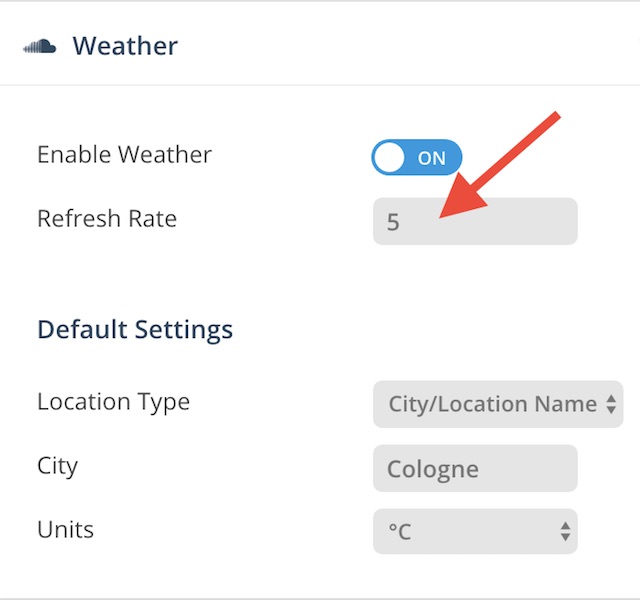 Weather
Enable Weather ON
Refresh Rate 5
Default Settings
Location Type City/Location Name
City Cologne
Units °C